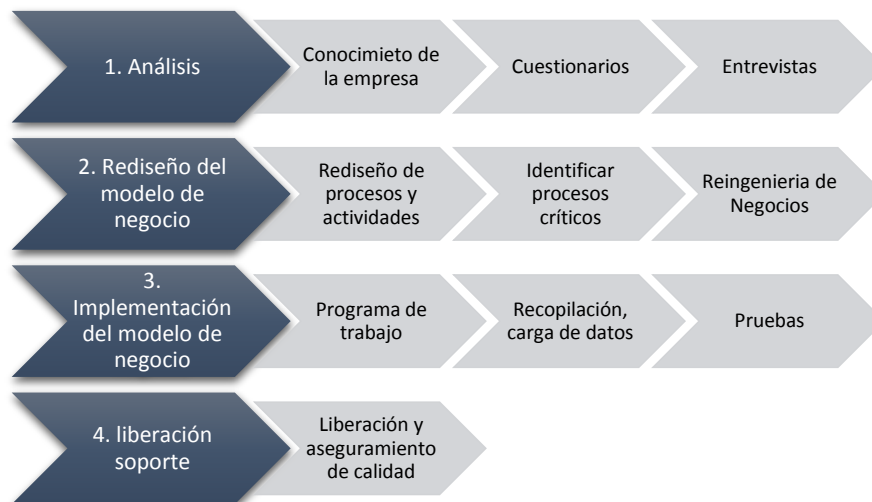 1. Análisis
Conocimieto de
la empresa
Cuestionarios
Entrevistas
2. Rediseño del
modelo de
negocio
Rediseño de
procesos y
actividades
Identificar
procesos
críticos
Reingenieria de
Negocios
3.
Implementación
del modelo de
negocio
Programa de
trabajo
Recopilación,
carga de datos
Pruebas
4. liberación
soporte
Liberación y
aseguramiento
de calidad